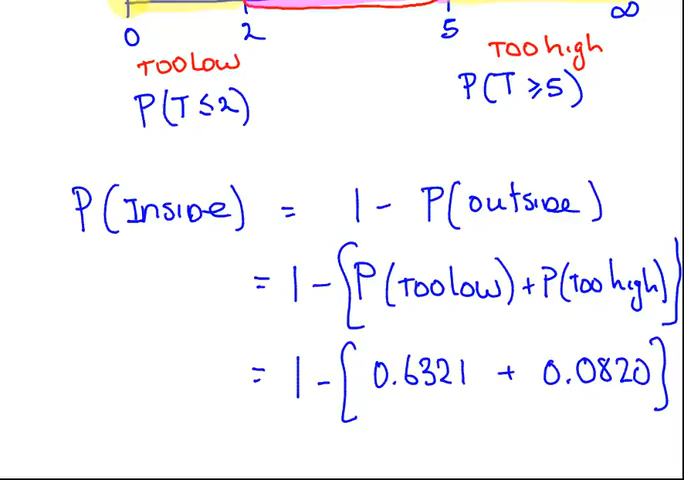 0 2 5 ∞
TOO low TOO high
P(T ≤ 2) P(T ≥ 5)
P(Inside) = 1 - P(outside)
= 1 - [P(TOO low) + P(TOO high)]
= 1 - [0.6321 + 0.0820]